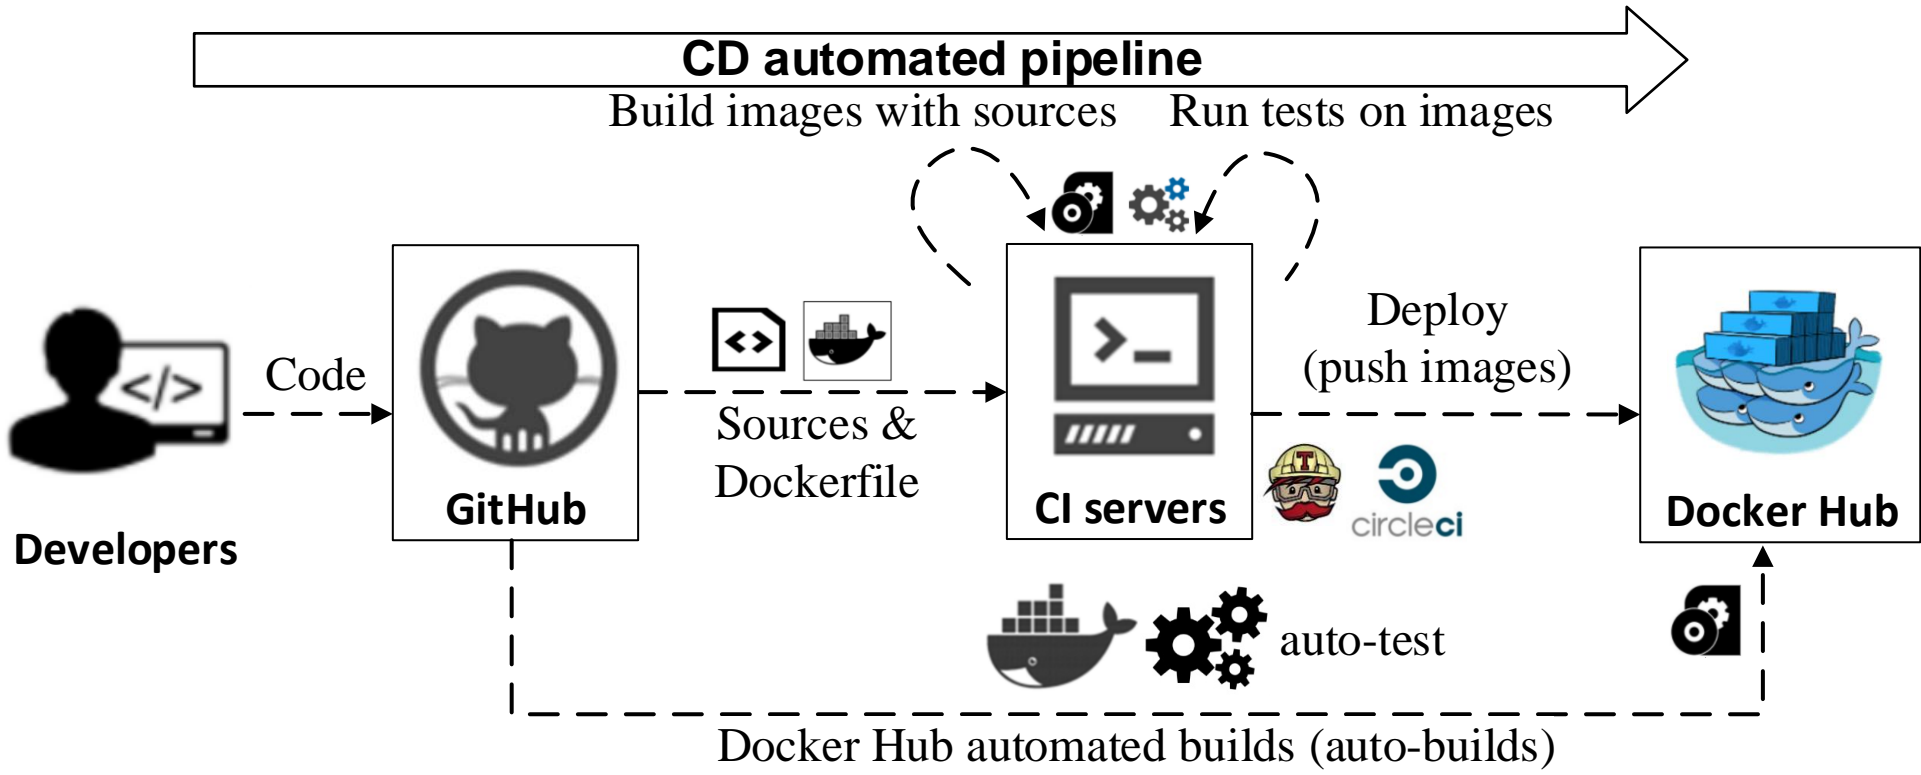 CD automated pipeline
Build images with sources
Run tests on images
</>
Code
<>
Sources &
Dockerfile
>_
Deploy
(push images)
T
circleci
Developers
GitHub
CI servers
Docker Hub
auto-test
Docker Hub automated builds (auto-builds)